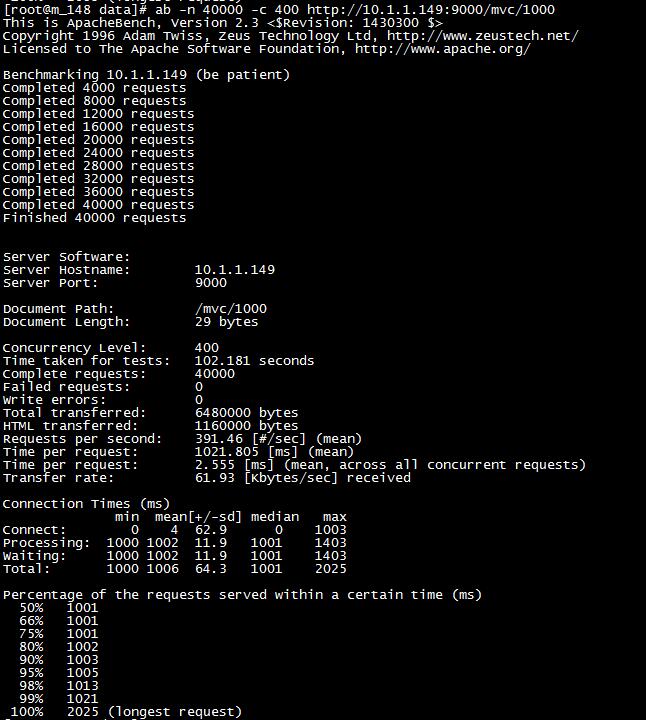 [root@m_148 data]# ab -n 40000 -c 400 http://10.1.1.149:9000/mvc/1000
This is ApacheBench, Version 2.3 <$Revision: 1430300 $>
Copyright 1996 Adam Twiss, Zeus Technology Ltd, http://www.zeustech.net/
Licensed to The Apache Software Foundation, http://www.apache.org/

Benchmarking 10.1.1.149 (be patient)
Completed 4000 requests
Completed 8000 requests
Completed 12000 requests
Completed 16000 requests
Completed 20000 requests
Completed 24000 requests
Completed 28000 requests
Completed 32000 requests
Completed 36000 requests
Completed 40000 requests
Finished 40000 requests

Server Software:
Server Hostname:        10.1.1.149
Server Port:            9000

Document Path:          /mvc/1000
Document Length:        29 bytes

Concurrency Level:      400
Time taken for tests:   102.181 seconds
Complete requests:      40000
Failed requests:        0
Write errors:           0
Total transferred:      6480000 bytes
HTML transferred:       1160000 bytes
Requests per second:    391.46 [#/sec] (mean)
Time per request:       1021.805 [ms] (mean)
Time per request:       2.555 [ms] (mean, across all concurrent requests)
Transfer rate:          61.93 [Kbytes/sec] received

Connection Times (ms)
              min  mean[+/-sd] median   max
Connect:        0    4  62.9      0    1003
Processing:  1000 1002  11.9   1001    1403
Waiting:     1000 1002  11.9   1001    1403
Total:       1000 1006  64.3   1001    2025

Percentage of the requests served within a certain time (ms)
  50%   1001
  66%   1001
  75%   1001
  80%   1002
  90%   1003
  95%   1005
  98%   1013
  99%   1021
 100%   2025 (longest request)